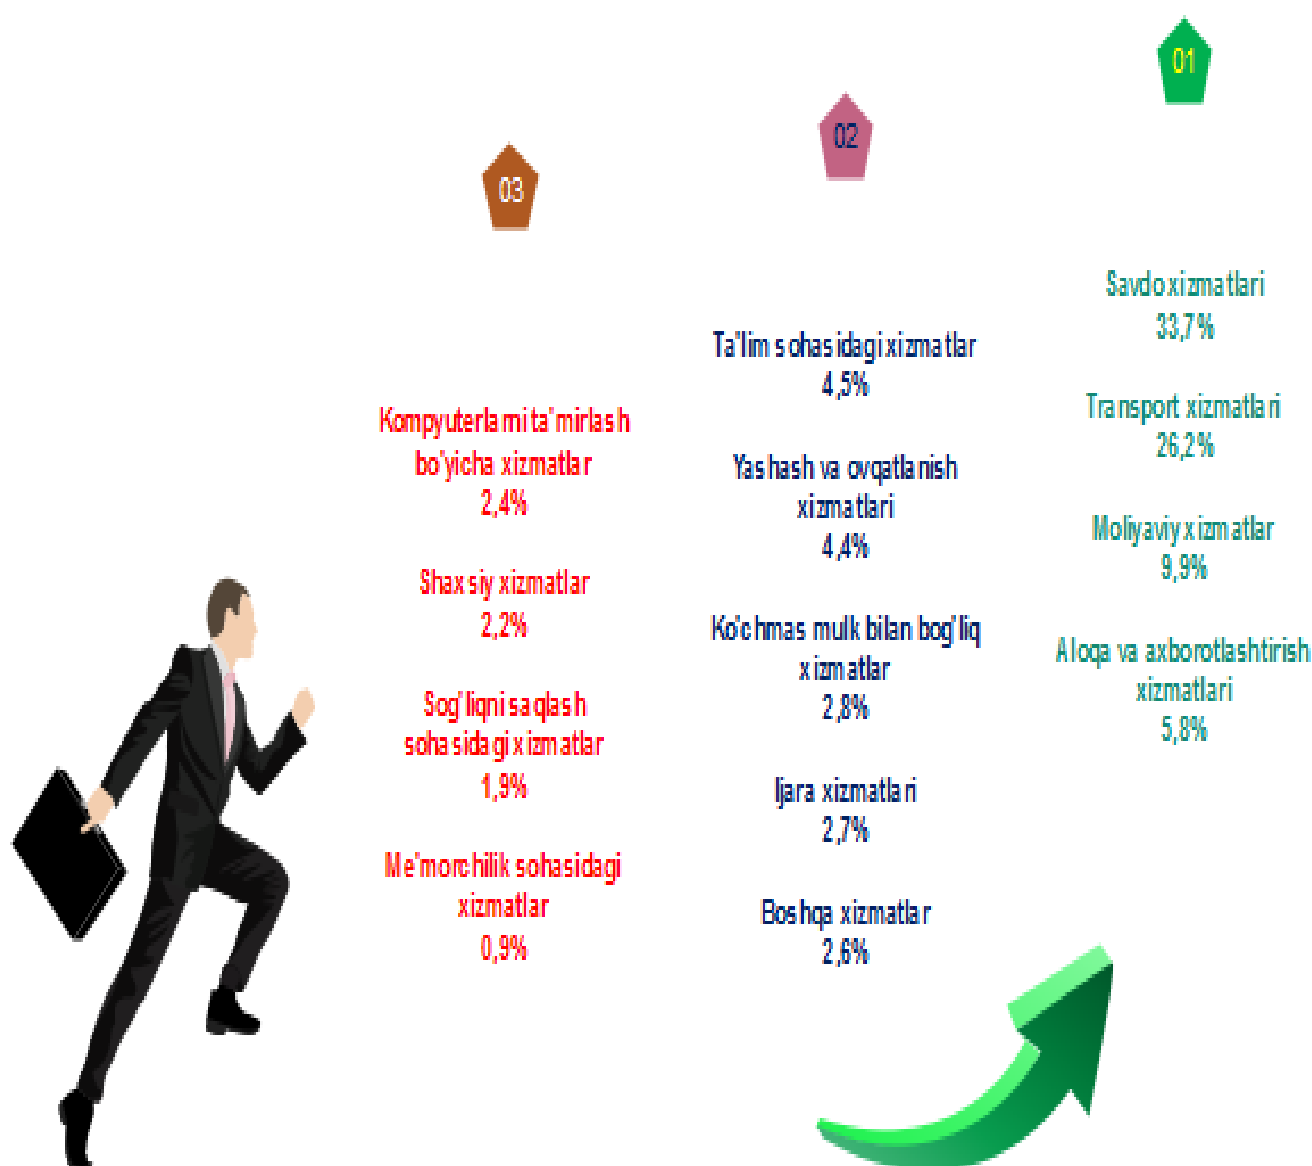 03
Kompyuterlarni ta'mirlash
bo'yicha xizmatlar
2,4%
Shaxsiy xizmatlar
2,2%
Sog'liqni saqlash
sohasidagi xizmatlar
1,9%
Me'morchilik sohasidagi
xizmatlar
0,9%
02
Ta'lim sohasidagi xizmatlar
4,5%
Yashash va ovqatlanish
xizmatlari
4,4%
Ko'chmas mulk bilan bog'liq
xizmatlar
2,8%
Ijara xizmatlari
2,7%
Boshqa xizmatlar
2,6%
01
Savdo xizmatlari
33,7%
Transport xizmatlari
26,2%
Moliyaviy xizmatlar
9,9%
Aloqa va axborotlashtirish
xizmatlari
5,8%